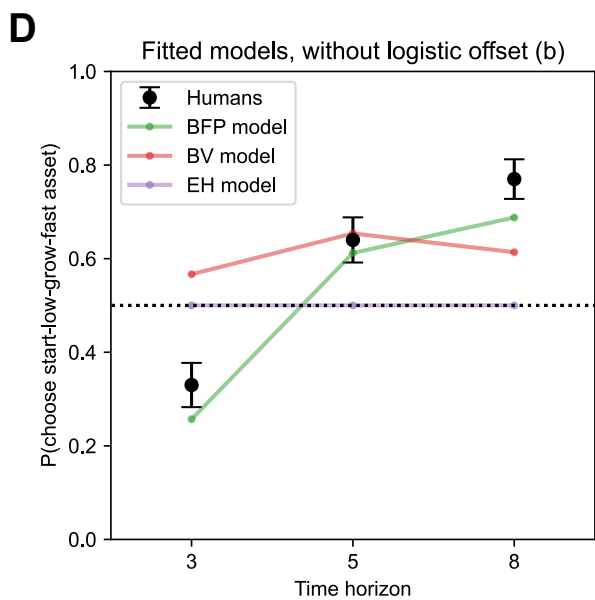 D
Fitted models, without logistic offset (b)
P(choose start-low-grow-fast asset)
1.0
0.8
0.6
0.4
0.2
0.0
Humans
BFP model
BV model
EH model
3
5
8
Time horizon